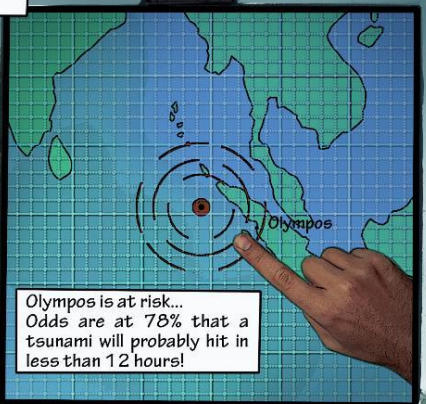 Olympos
Olympos is at risk...
Odds are at 78% that a
tsunami will probably hit in
less than 12 hours!